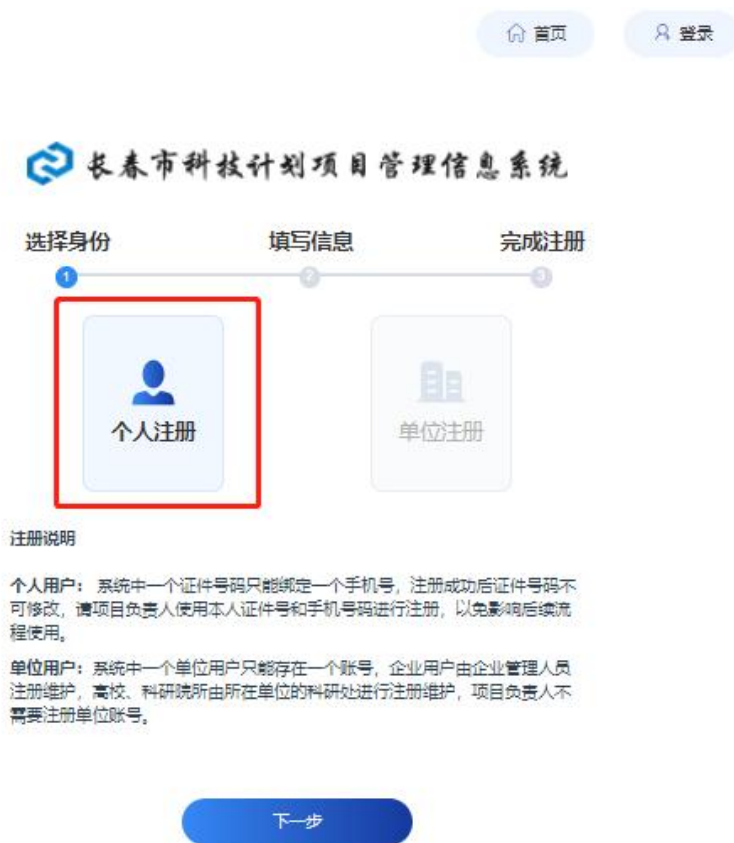 首页 登录
长春市科技计划项目管理信息系统
选择身份 填写信息 完成注册
1 2 3
个人注册 单位注册
注册说明
个人用户： 系统中一个证件号码只能绑定一个手机号，注册成功后证件号码不
可修改，请项目负责人使用本人证件号和手机号码进行注册，以免影响后续流
程使用。
单位用户：系统中一个单位用户只能存在一个账号，企业用户由企业管理人员
注册维护，高校、科研院所由所在单位的科研处进行注册维护，项目负责人不
需要注册单位账号。
下一步